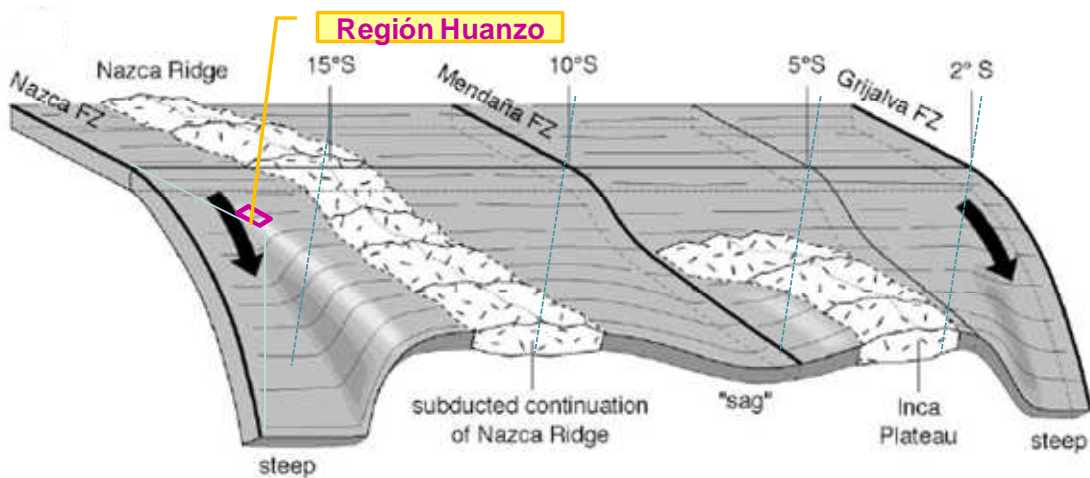 Región Huanzo
Nazca Ridge
15°S
10°S
5°S
2° S
Nazca FZ
Mendaña FZ
Grijalva FZ
subducted continuation
of Nazca Ridge
"sag"
Inca
Plateau
steep
steep